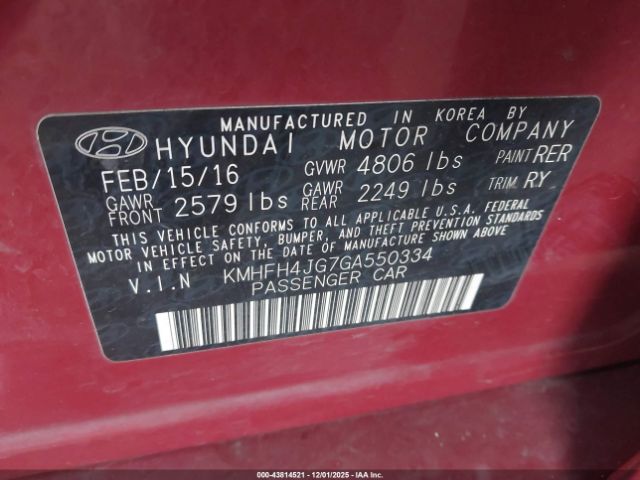 MANUFACTURED IN KOREA BY
HYUNDAI MOTOR COMPANY
FEB/15/16 GVWR 4806 lbs PAINT RER
GAWR FRONT 2579 lbs GAWR REAR 2249 lbs TRIM RY
THIS VEHICLE CONFORMS TO ALL APPLICABLE U.S.A. FEDERAL
MOTOR VEHICLE SAFETY, BUMPER, AND THEFT PREVENTION STANDARDS
IN EFFECT ON THE DATE OF MANUFACTURE SHOWN ABOVE.
V.I.N KMHFH4JG7GA550334
PASSENGER CAR
000-43814521 - 12/01/2025 - IAAI.COM